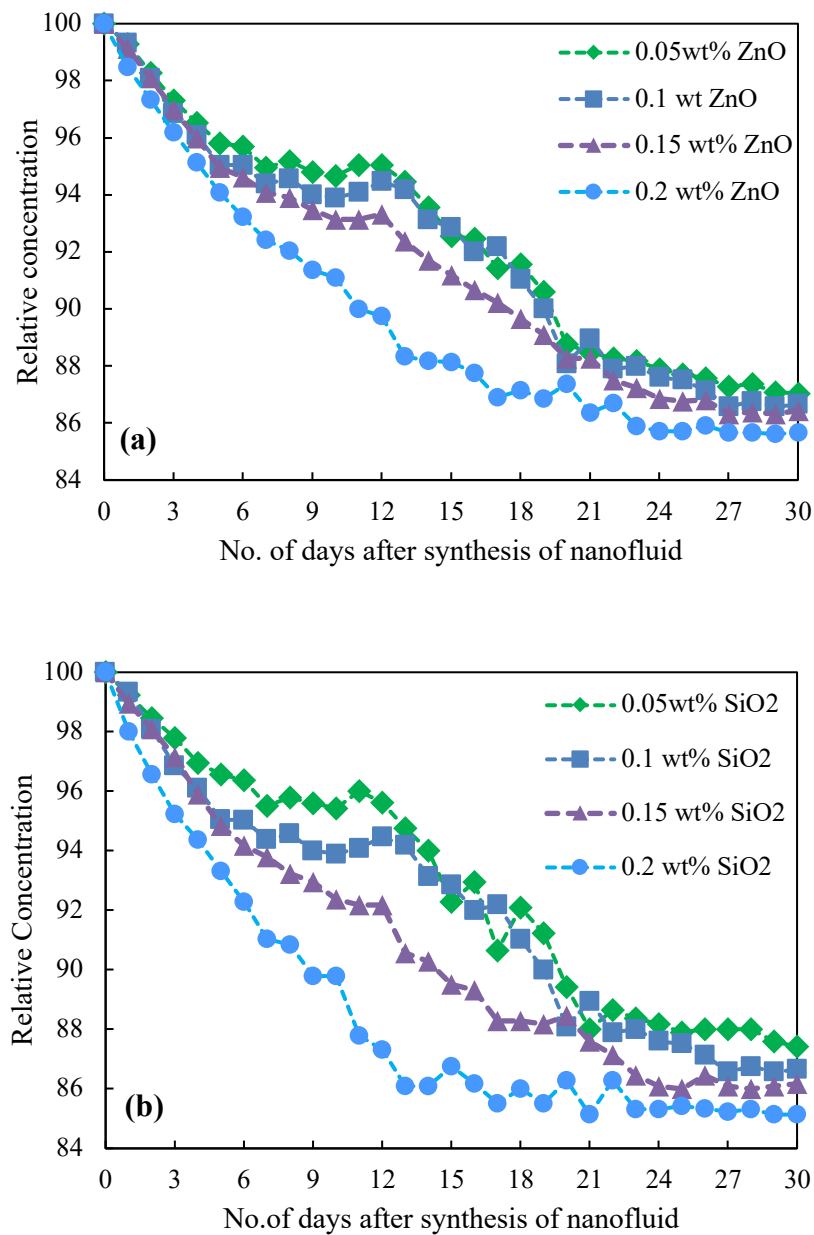 100
98
96
94
92
90
88
86
84
Relative concentration
0.05wt% ZnO
0.1 wt ZnO
0.15 wt% ZnO
0.2 wt% ZnO
(a)
0 3 6 9 12 15 18 21 24 27 30
No. of days after synthesis of nanofluid
100
98
96
94
92
90
88
86
84
Relative Concentration
0.05wt% SiO2
0.1 wt% SiO2
0.15 wt% SiO2
0.2 wt% SiO2
(b)
0 3 6 9 12 15 18 21 24 27 30
No.of days after synthesis of nanofluid